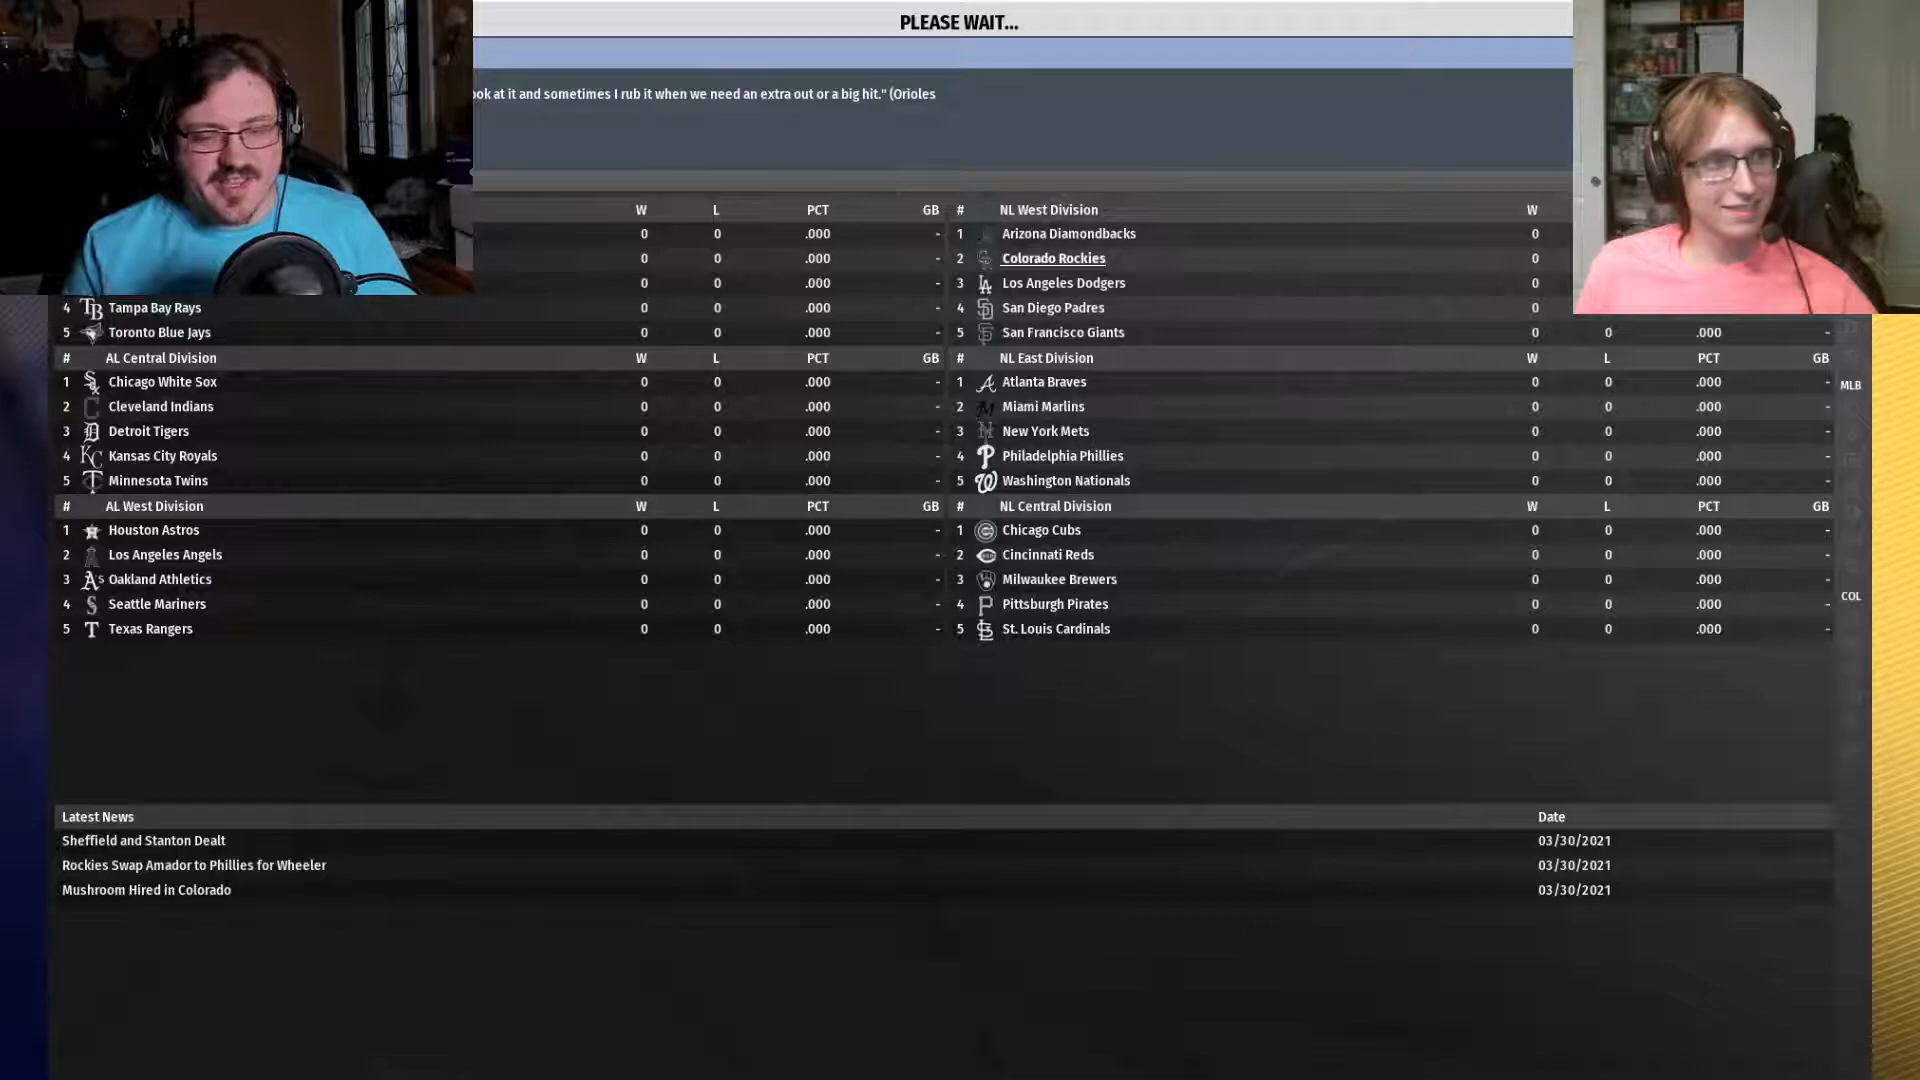 PLEASE WAIT...
ook at it and sometimes I rub it when we need an extra out or a big hit." (Orioles
W L PCT GB
0 0 .000 -
0 0 .000 -
0 0 .000 -
4 Tampa Bay Rays 0 0 .000 -
5 Toronto Blue Jays 0 0 .000 -
# AL Central Division W L PCT GB
1 Chicago White Sox 0 0 .000 -
2 Cleveland Indians 0 0 .000 -
3 Detroit Tigers 0 0 .000 -
4 Kansas City Royals 0 0 .000 -
5 Minnesota Twins 0 0 .000 -
# AL West Division W L PCT GB
1 Houston Astros 0 0 .000 -
2 Los Angeles Angels 0 0 .000 -
3 Oakland Athletics 0 0 .000 -
4 Seattle Mariners 0 0 .000 -
5 Texas Rangers 0 0 .000 -
# NL West Division W
1 Arizona Diamondbacks 0
2 Colorado Rockies 0
3 Los Angeles Dodgers 0
4 San Diego Padres 0
5 San Francisco Giants 0 0 .000 -
# NL East Division W L PCT GB
1 Atlanta Braves 0 0 .000 -
2 Miami Marlins 0 0 .000 -
3 New York Mets 0 0 .000 -
4 Philadelphia Phillies 0 0 .000 -
5 Washington Nationals 0 0 .000 -
# NL Central Division W L PCT GB
1 Chicago Cubs 0 0 .000 -
2 Cincinnati Reds 0 0 .000 -
3 Milwaukee Brewers 0 0 .000 -
4 Pittsburgh Pirates 0 0 .000 -
5 St. Louis Cardinals 0 0 .000 -
MLB
COL
Latest News Date
Sheffield and Stanton Dealt 03/30/2021
Rockies Swap Amador to Phillies for Wheeler 03/30/2021
Mushroom Hired in Colorado 03/30/2021